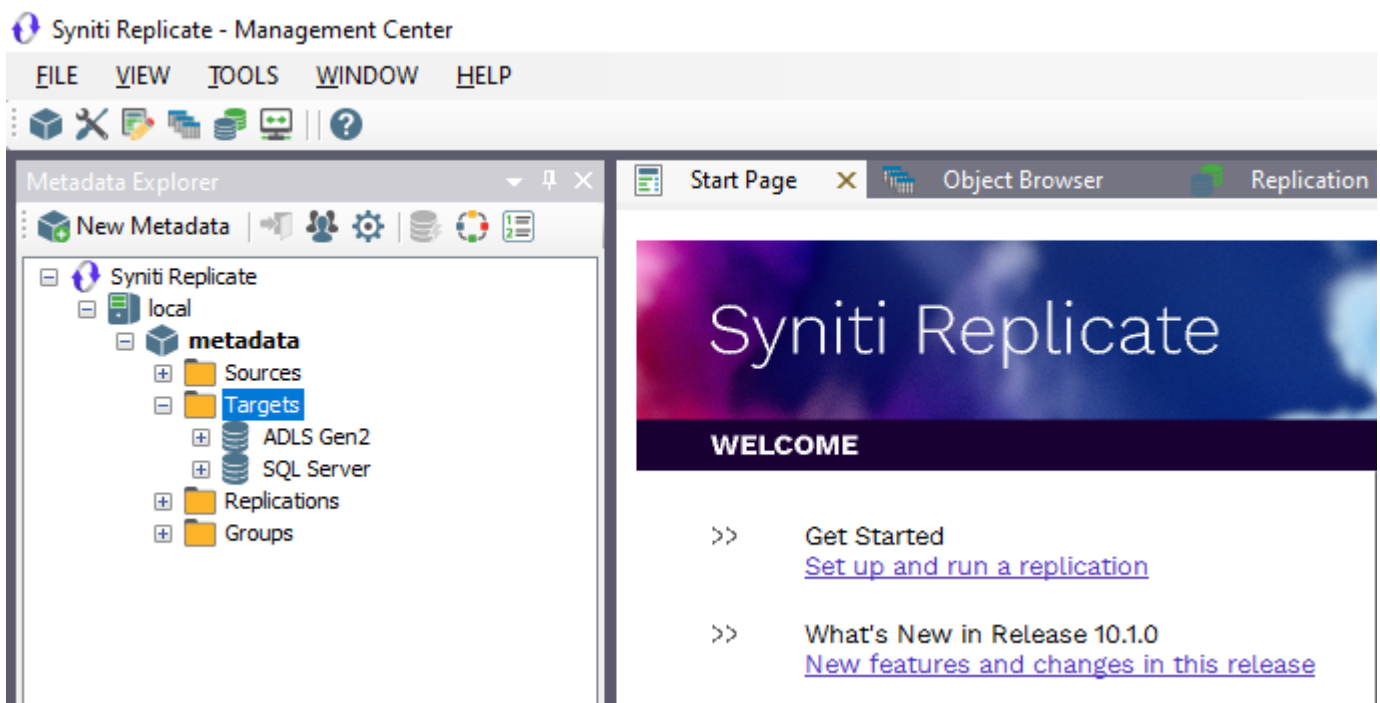 Syniti Replicate - Management Center
FILE VIEW TOOLS WINDOW HELP
Metadata Explorer
New Metadata
Syniti Replicate
local
metadata
Sources
Targets
ADLS Gen2
SQL Server
Replications
Groups
Start Page Object Browser Replication
Syniti Replicate
WELCOME
>> Get Started
Set up and run a replication
>> What's New in Release 10.1.0
New features and changes in this release